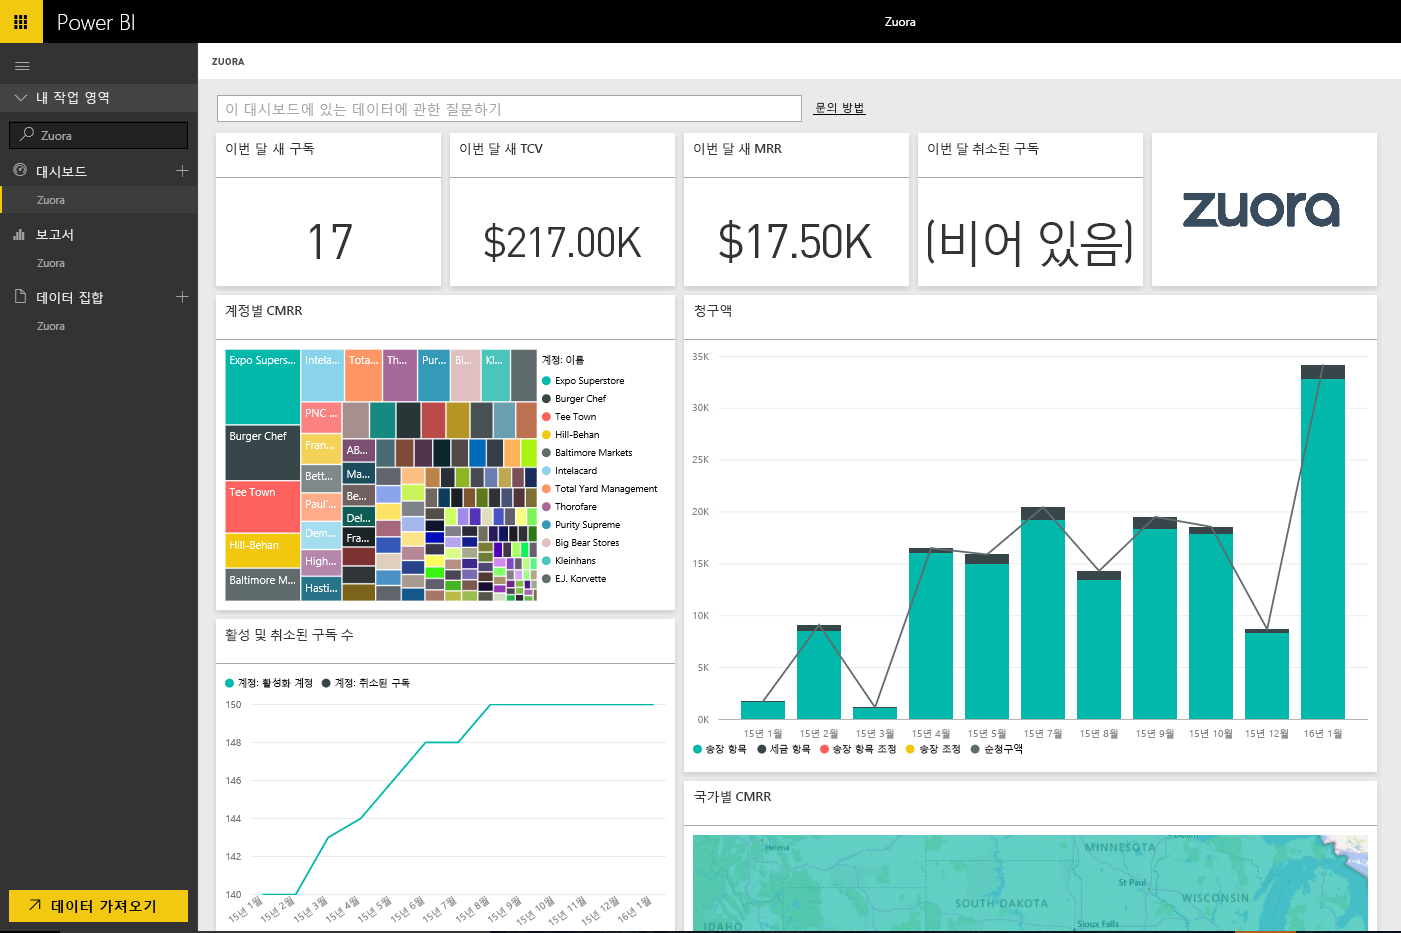 Power BI
Zuora
ZUORA
내 작업 영역
Zuora
대시보드
Zuora
보고서
Zuora
데이터 집합
Zuora
데이터 가져오기
이 대시보드에 있는 데이터에 관한 질문하기
문의 방법
이번 달 새 구독
17
이번 달 새 TCV
$217.00K
이번 달 새 MRR
$17.50K
이번 달 취소된 구독
(비어 있음)
zuora
계정별 CMRR
Expo Supers...
Intela...
Tota...
Th...
Pur...
Bi...
Kl...
PNC ...
Burger Chef
Fran...
AB...
Bett...
Ma...
Tee Town
Paul'...
Be...
Del...
Dem...
Fra...
Hill-Behan
High...
Baltimore M...
Hasti...
계정: 이름
Expo Superstore
Burger Chef
Tee Town
Hill-Behan
Baltimore Markets
Intelacard
Total Yard Management
Thorofare
Purity Supreme
Big Bear Stores
Kleinhans
E.J. Korvette
청구액
35K
30K
25K
20K
15K
10K
5K
0K
15년 1월 15년 2월 15년 3월 15년 4월 15년 5월 15년 7월 15년 8월 15년 9월 15년 10월 15년 12월 16년 1월
송장 항목 세금 항목 송장 항목 조정 송장 조정 순청구액
활성 및 취소된 구독 수
계정: 활성화 계정 계정: 취소된 구독
150
148
146
144
142
140
15년 1월 15년 2월 15년 3월 15년 4월 15년 5월 15년 6월 15년 7월 15년 8월 15년 9월 15년 10월 15년 11월 15년 12월 16년 1월
국가별 CMRR
Helena
MINNESOTA
St Paul
WISCONSIN
SOUTH DAKOTA
Sioux Falls
IDAHO